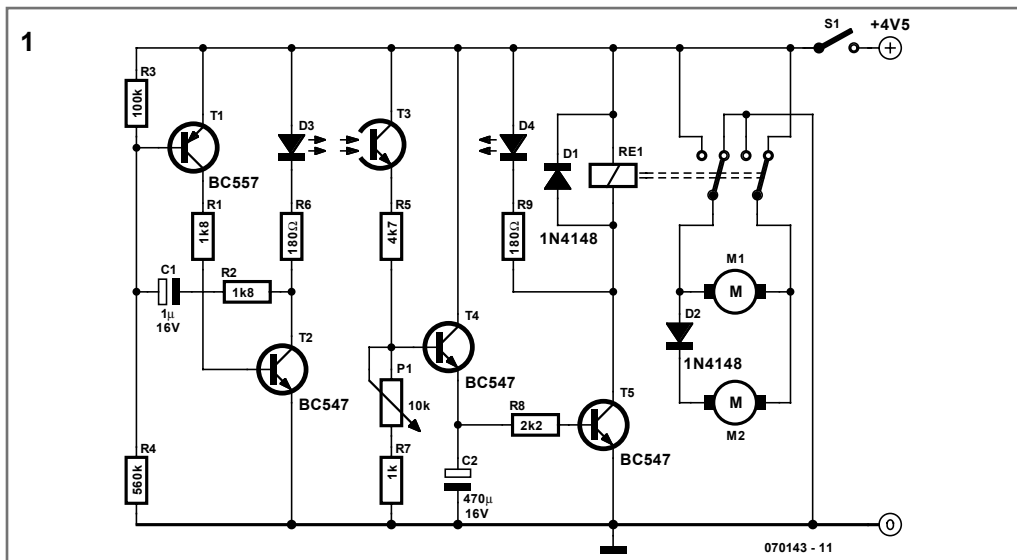 1
S1
+4V5
R3
100k
T1
BC557
D3
T3
D4
D1
RE1
R1
1k8
R6
180Ω
R5
4k7
R9
180Ω
1N4148
C1
1µ
16V
R2
1k8
T2
BC547
T4
BC547
P1
10k
M1
M
D2
1N4148
M
M2
R8
2k2
T5
BC547
R4
560k
R7
1k
C2
470µ
16V
0
070143 - 11